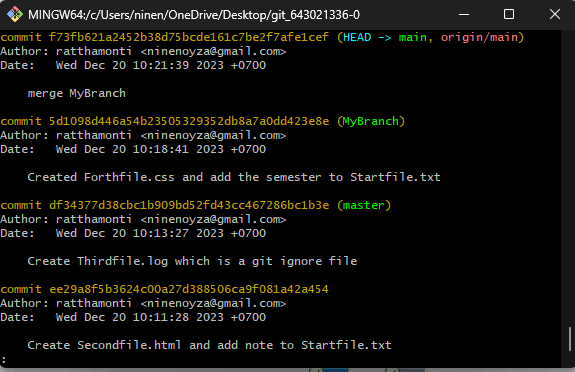 MINGW64:/c/Users/ninen/OneDrive/Desktop/git_643021336-0
commit f73fb621a2452b38d75bcde161c7be2f7afe1cef (HEAD -> main, origin/main)
Author: ratthamonti <ninenoyza@gmail.com>
Date:   Wed Dec 20 10:21:39 2023 +0700
    merge MyBranch
commit 5d1098d446a54b23505329352db8a7a0dd423e8e (MyBranch)
Author: ratthamonti <ninenoyza@gmail.com>
Date:   Wed Dec 20 10:18:41 2023 +0700
    Created Forthfile.css and add the semester to Startfile.txt
commit df34377d38cbc1b909bd52fd43cc467286bc1b3e (master)
Author: ratthamonti <ninenoyza@gmail.com>
Date:   Wed Dec 20 10:13:27 2023 +0700
    Create Thirdfile.log which is a git ignore file
commit ee29a8f5b3624c00a27d388506ca9f081a42a454
Author: ratthamonti <ninenoyza@gmail.com>
Date:   Wed Dec 20 10:11:28 2023 +0700
    Create Secondfile.html and add note to Startfile.txt
: